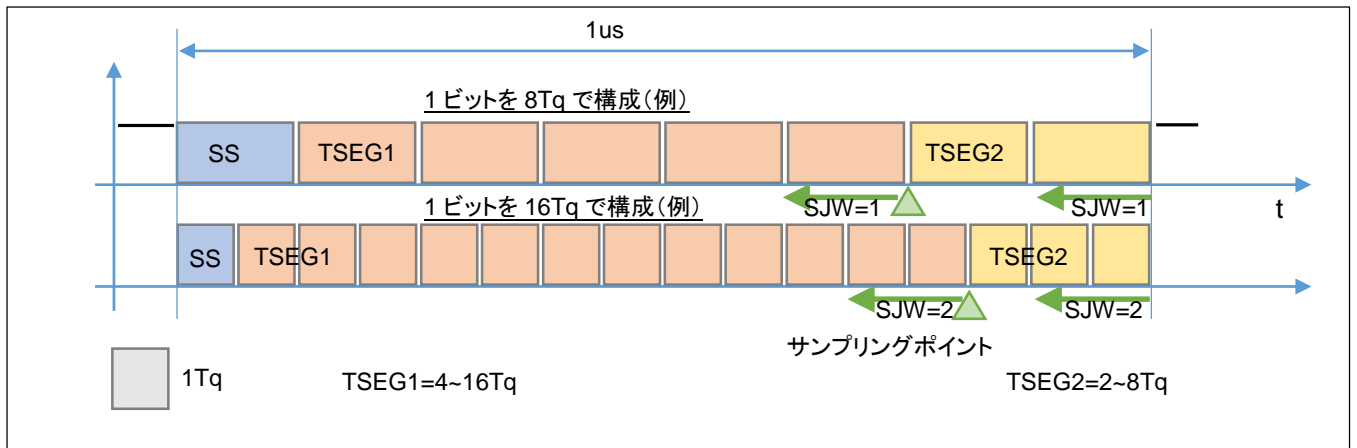 1us
1 ビットを 8Tq で構成(例)
SS TSEG1 TSEG2
SJW=1 SJW=1
t
1 ビットを 16Tq で構成(例)
SS TSEG1 TSEG2
SJW=2 SJW=2
サンプリングポイント
1Tq TSEG1=4~16Tq TSEG2=2~8Tq